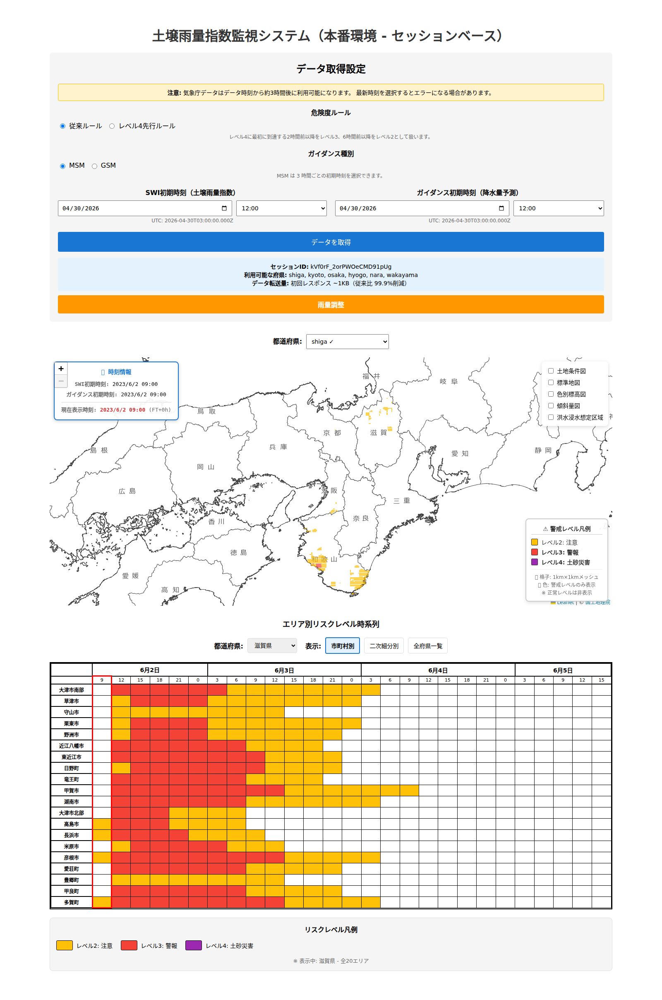 土壌雨量指数監視システム（本番環境 - セッションベース）
データ取得設定
注意: 気象庁データはデータ時刻から約3時間後に利用可能になります。 最新時刻を選択するとエラーになる場合があります。
危険度ルール
従来ルール レベル4先行ルール
レベル4に最初に到達する2時間前以降をレベル3、6時間前以降をレベル2として扱います。
ガイダンス種別
MSM GSM
MSM は 3 時間ごとの初期時刻を選択できます。
SWI初期時刻（土壌雨量指数） ガイダンス初期時刻（降水量予測）
04/30/2026 12:00 04/30/2026 12:00
UTC: 2026-04-30T03:00:00.000Z UTC: 2026-04-30T03:00:00.000Z
データを取得
セッションID: kVf0rF_2orPWOeCMD91pUg
利用可能な府県: shiga, kyoto, osaka, hyogo, nara, wakayama
データ転送量: 初回レスポンス ~1KB（従来比 99.9%削減）
雨量調整
都道府県: shiga ✓
+
−
時刻情報
SWI初期時刻: 2023/6/2 09:00
ガイダンス初期時刻: 2023/6/2 09:00
現在表示時刻: 2023/6/2 09:00 (FT+0h)
土地条件図
標準地図
色別標高図
傾斜量図
洪水浸水想定区域
福井
岐阜
鳥取
京都
滋賀
島根
兵庫
愛知
静岡
岡山
広島
大阪
三重
香川
奈良
徳島
和歌山
愛媛
高知
⚠ 警戒レベル凡例
レベル2: 注意
レベル3: 警報
レベル4: 土砂災害
格子: 1km×1kmメッシュ
色: 警戒レベルのみ表示
※ 正常レベルは非表示
Leaflet | © 国土地理院
エリア別リスクレベル時系列
都道府県: 滋賀県 表示: 市町村別 二次細分別 全府県一覧
6月2日 6月3日 6月4日 6月5日
9 12 15 18 21 0 3 6 9 12 15 18 21 0 3 6 9 12 15 18 21 0 3 6 9 12 15
大津市南部
草津市
守山市
栗東市
野洲市
近江八幡市
東近江市
日野町
竜王町
甲賀市
湖南市
大津市北部
高島市
長浜市
米原市
彦根市
愛荘町
豊郷町
甲良町
多賀町
リスクレベル凡例
レベル2: 注意 レベル3: 警報 レベル4: 土砂災害
※ 表示中: 滋賀県 - 全20エリア